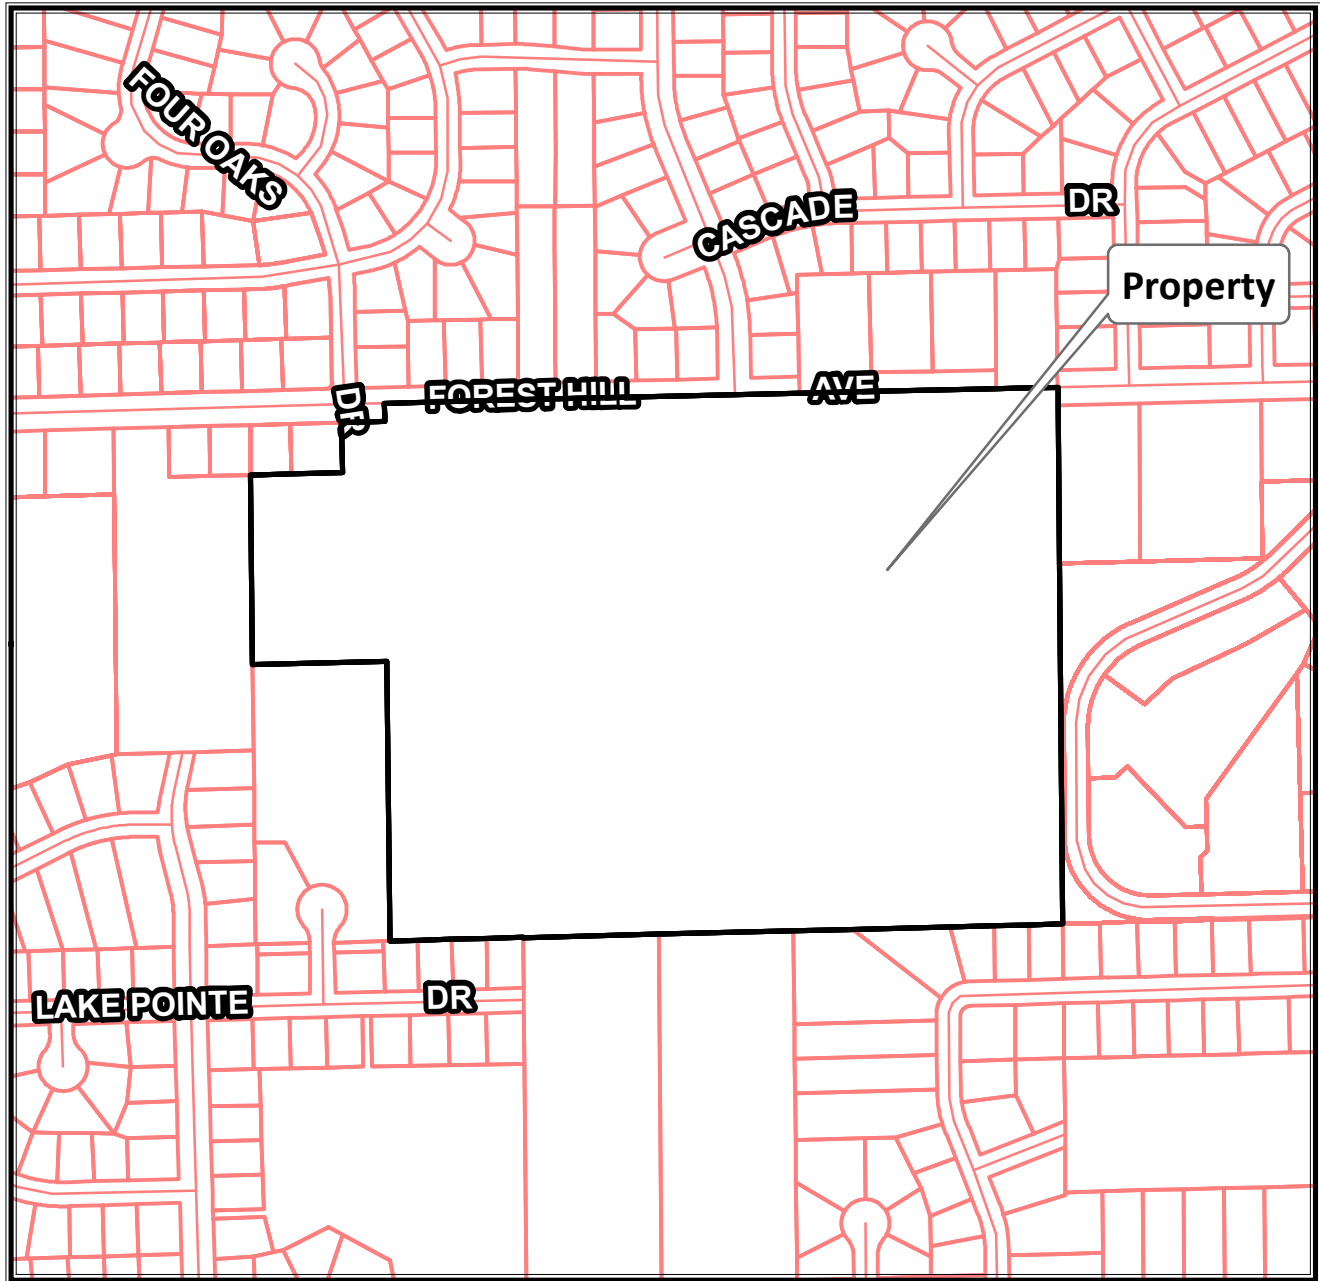 FOUR OAKS
DR
CASCADE
DR
Property
FOREST HILL
AVE
LAKE POINTE
DR